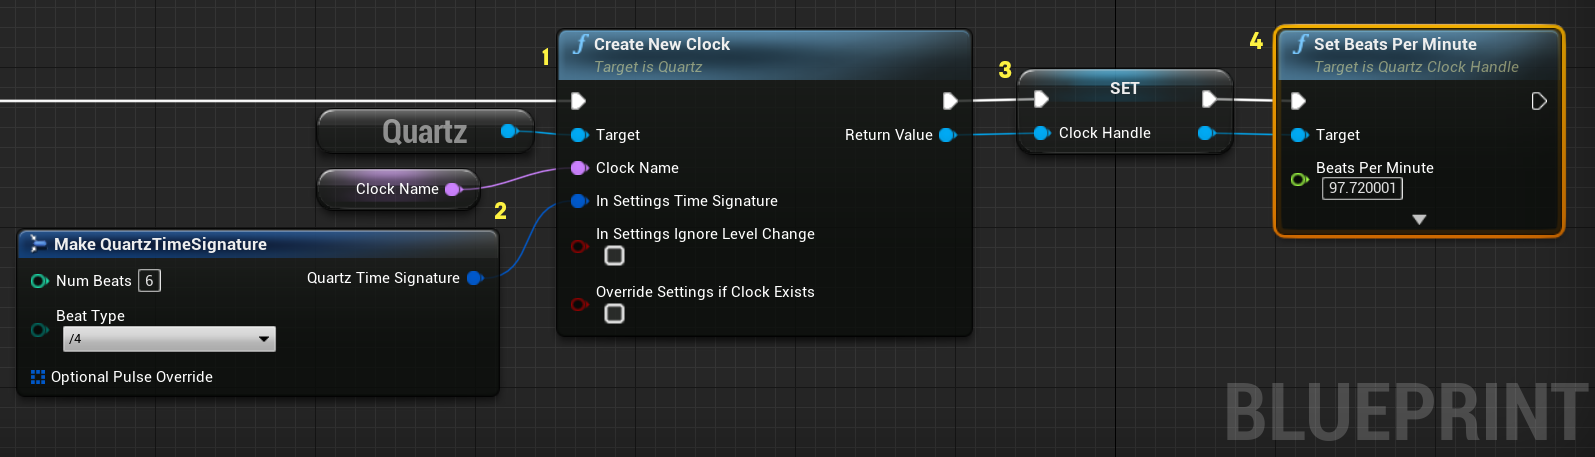 1
ƒ Create New Clock
Target is Quartz
Target
Clock Name
In Settings Time Signature
In Settings Ignore Level Change
Override Settings if Clock Exists
Return Value
Quartz
Clock Name
2
Make QuartzTimeSignature
Num Beats 6
Quartz Time Signature
Beat Type
/4
Optional Pulse Override
3
SET
Clock Handle
4
ƒ Set Beats Per Minute
Target is Quartz Clock Handle
Target
Beats Per Minute
97.720001
BLUEPRINT